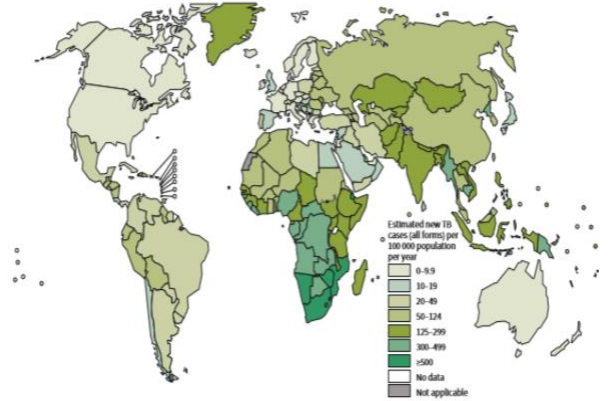 Estimated new TB
cases (all forms) per
100 000 population
per year
0–9.9
10–19
20–49
50–124
125–299
300–499
≥500
No data
Not applicable